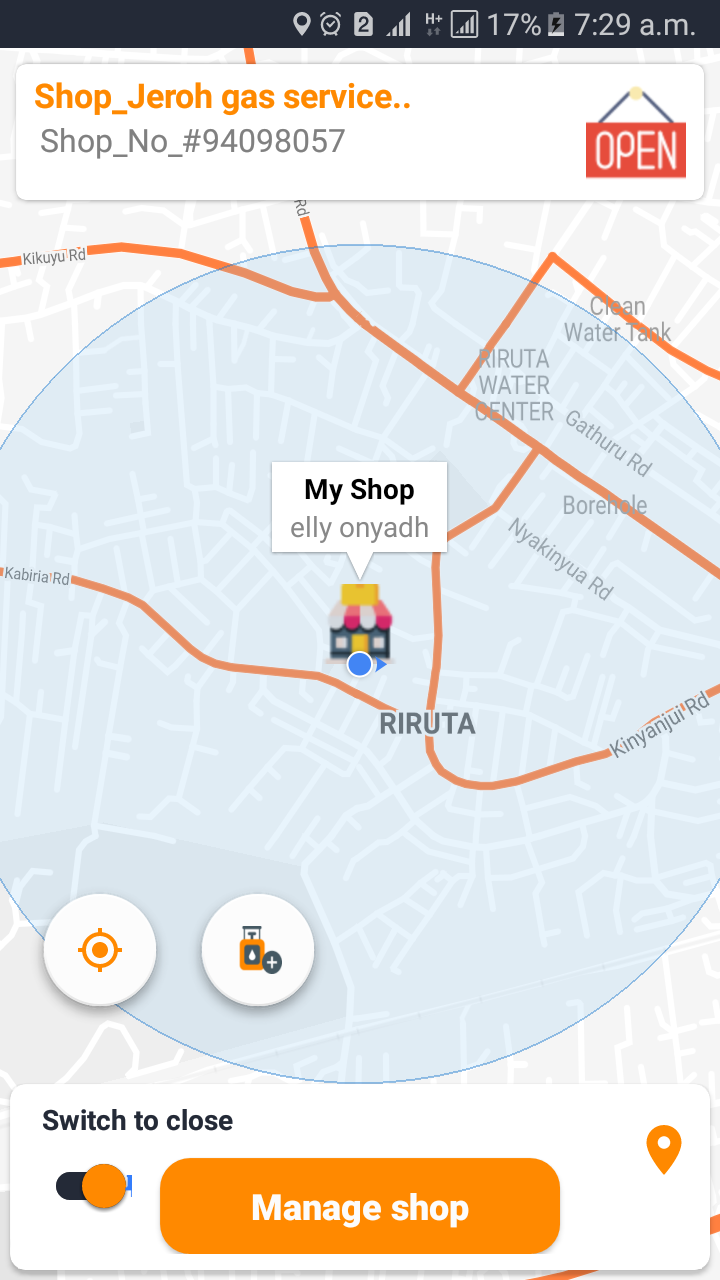 2 H+ 17% 7:29 a.m.
Shop_Jeroh gas service..
Shop_No_#94098057
OPEN
Rd
Kikuyu Rd
Clean
Water Tank
RIRUTA
WATER
CENTER
Gathuru Rd
My Shop
elly onyadh
Borehole
Nyakinyua Rd
Kabiria Rd
RIRUTA
Kinyanjui Rd
Switch to close
Manage shop